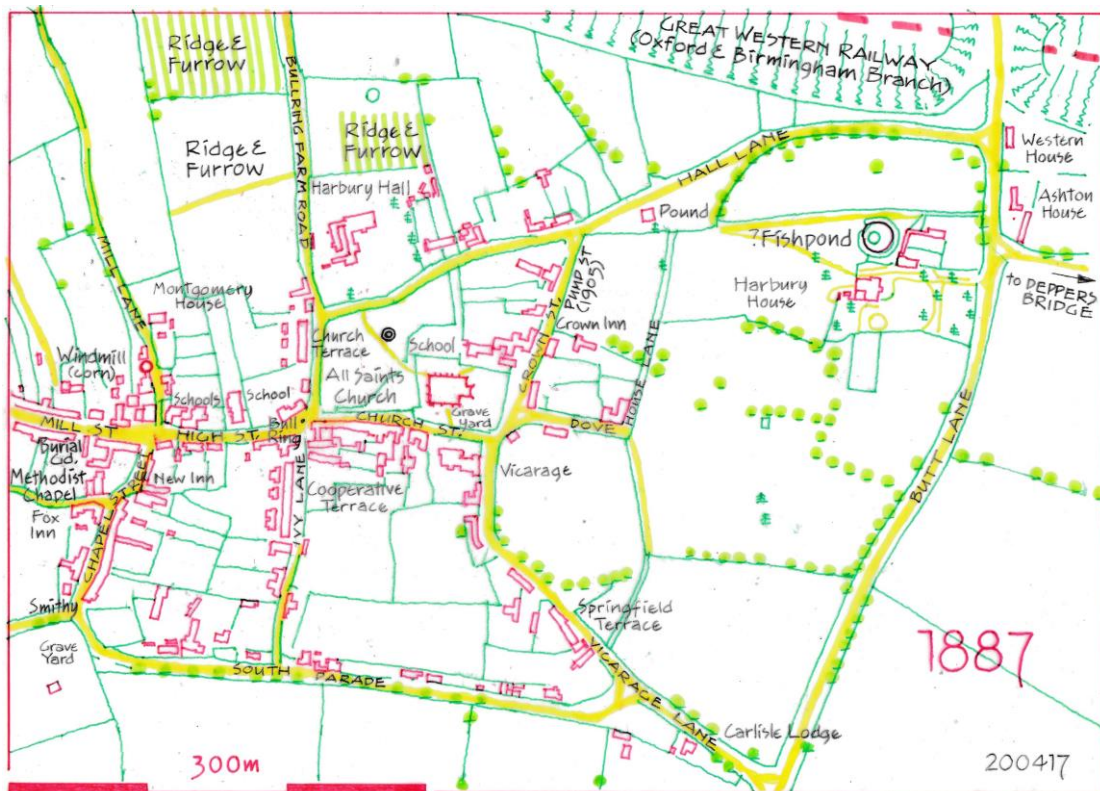 Ridge &
Furrow
Ridge &
Furrow
Ridge &
Furrow
BULLRING FARM ROAD
MILL LANE
GREAT WESTERN RAILWAY
(Oxford & Birmingham Branch)
HALL LANE
Western
House
Ashton
House
Harbury Hall
Pound
?Fishpond
to DEPPERS
BRIDGE
Harbury
House
Montgomery
House
CROWN ST.
PUMP ST
(1905)
Crown Inn
Church
Terrace
School
All Saints
Church
Windmill
(corn)
Schools
School
DOVE HOUSE LANE
MILL ST
HIGH ST.
Bull
Ring
CHURCH ST.
Grave
Yard
Burial
Gd.
Methodist
Chapel
New Inn
Fox
Inn
CHAPEL STREET
IVY LANE
Cooperative
Terrace
Vicarage
BUTT LANE
Smithy
Grave
Yard
Springfield
Terrace
SOUTH PARADE
VICARAGE LANE
Carlisle Lodge
1887
300m
200417